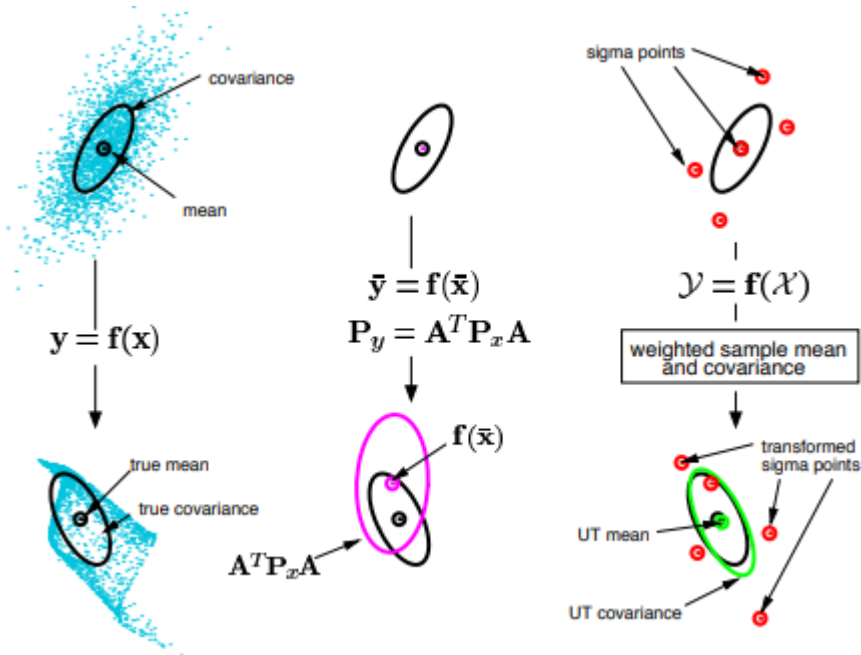 covariance
mean
y = f(x)
true mean
true covariance
ȳ = f(x̄)
P_y = A^T P_x A
f(x̄)
A^T P_x A
sigma points
𝒴 = f(𝒳)
weighted sample mean
and covariance
transformed
sigma points
UT mean
UT covariance